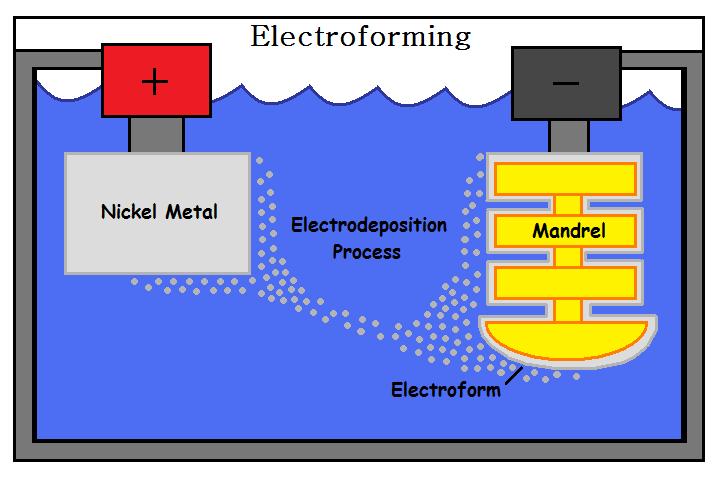 Electroforming
+
−
Nickel Metal
Electrodeposition
Process
Mandrel
Electroform